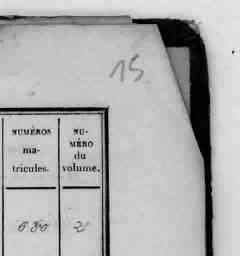 15
NUMÉROS
ma-
tricules.
NU-
MÉRO
du
volume.
680 2